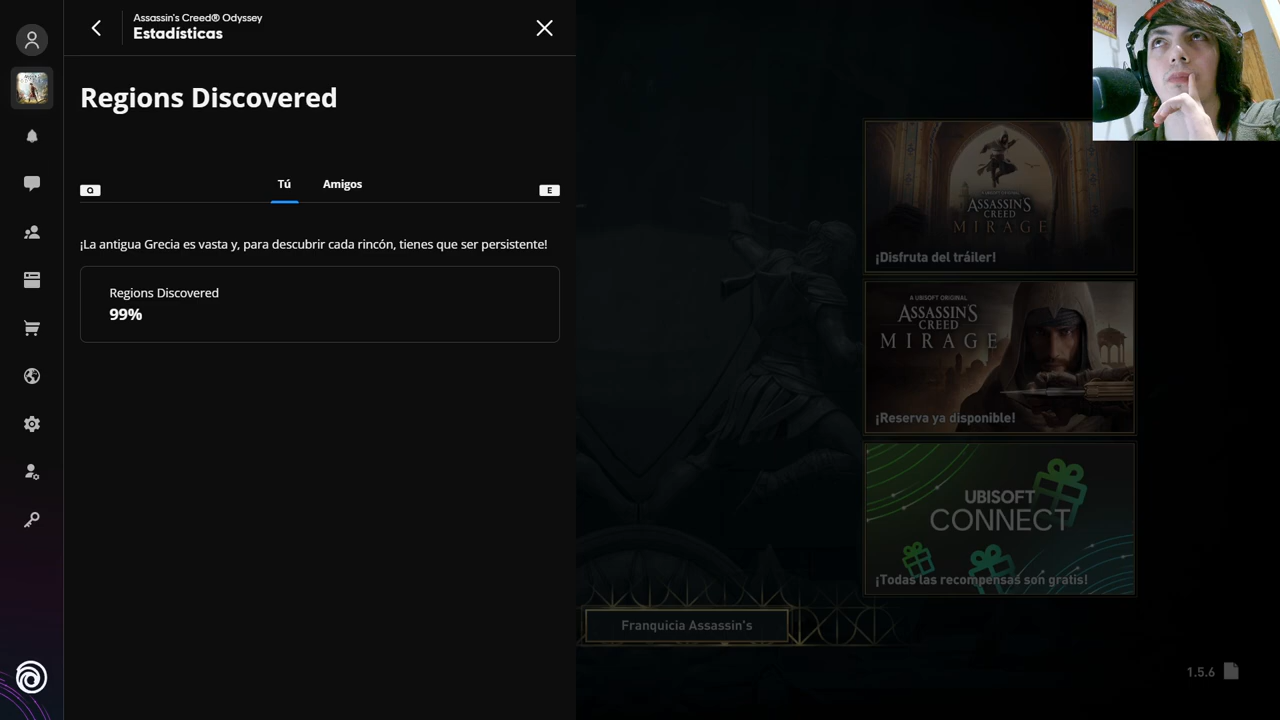 Assassin's Creed® Odyssey
Estadísticas
Regions Discovered
Q
Tú
Amigos
E
¡La antigua Grecia es vasta y, para descubrir cada rincón, tienes que ser persistente!
Regions Discovered
99%
ASSASSIN'S
CREED
MIRAGE
¡Disfruta del tráiler!
A UBISOFT ORIGINAL
ASSASSIN'S
CREED
MIRAGE
¡Reserva ya disponible!
UBISOFT
CONNECT
¡Todas las recompensas son gratis!
Franquicia Assassin's
1.5.6